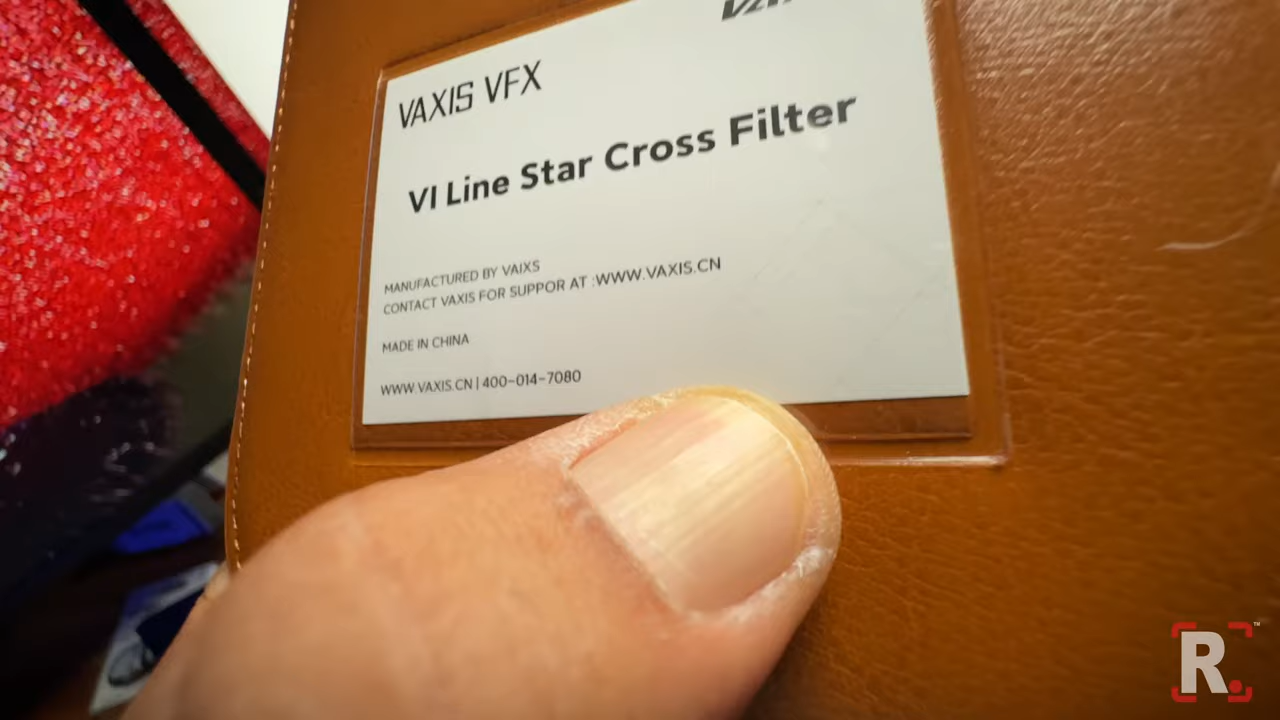 VAXIS VFX
VI Line Star Cross Filter
MANUFACTURED BY VAIXS
CONTACT VAXIS FOR SUPPOR AT :WWW.VAXIS.CN
MADE IN CHINA
WWW.VAXIS.CN | 400-014-7080
R.
TM